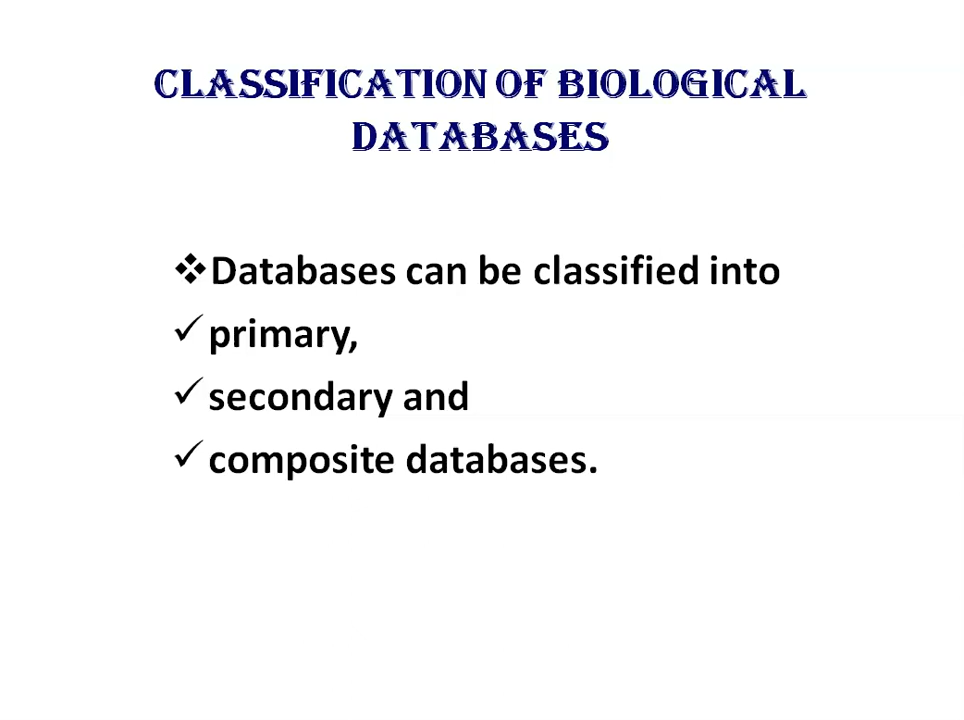 CLASSIFICATION OF BIOLOGICAL
DATABASES
❖Databases can be classified into
✓primary,
✓secondary and
✓composite databases.